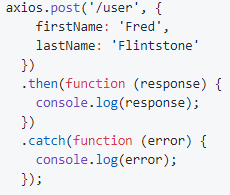 axios.post('/user', {
    firstName: 'Fred',
    lastName: 'Flintstone'
  })
  .then(function (response) {
    console.log(response);
  })
  .catch(function (error) {
    console.log(error);
  });